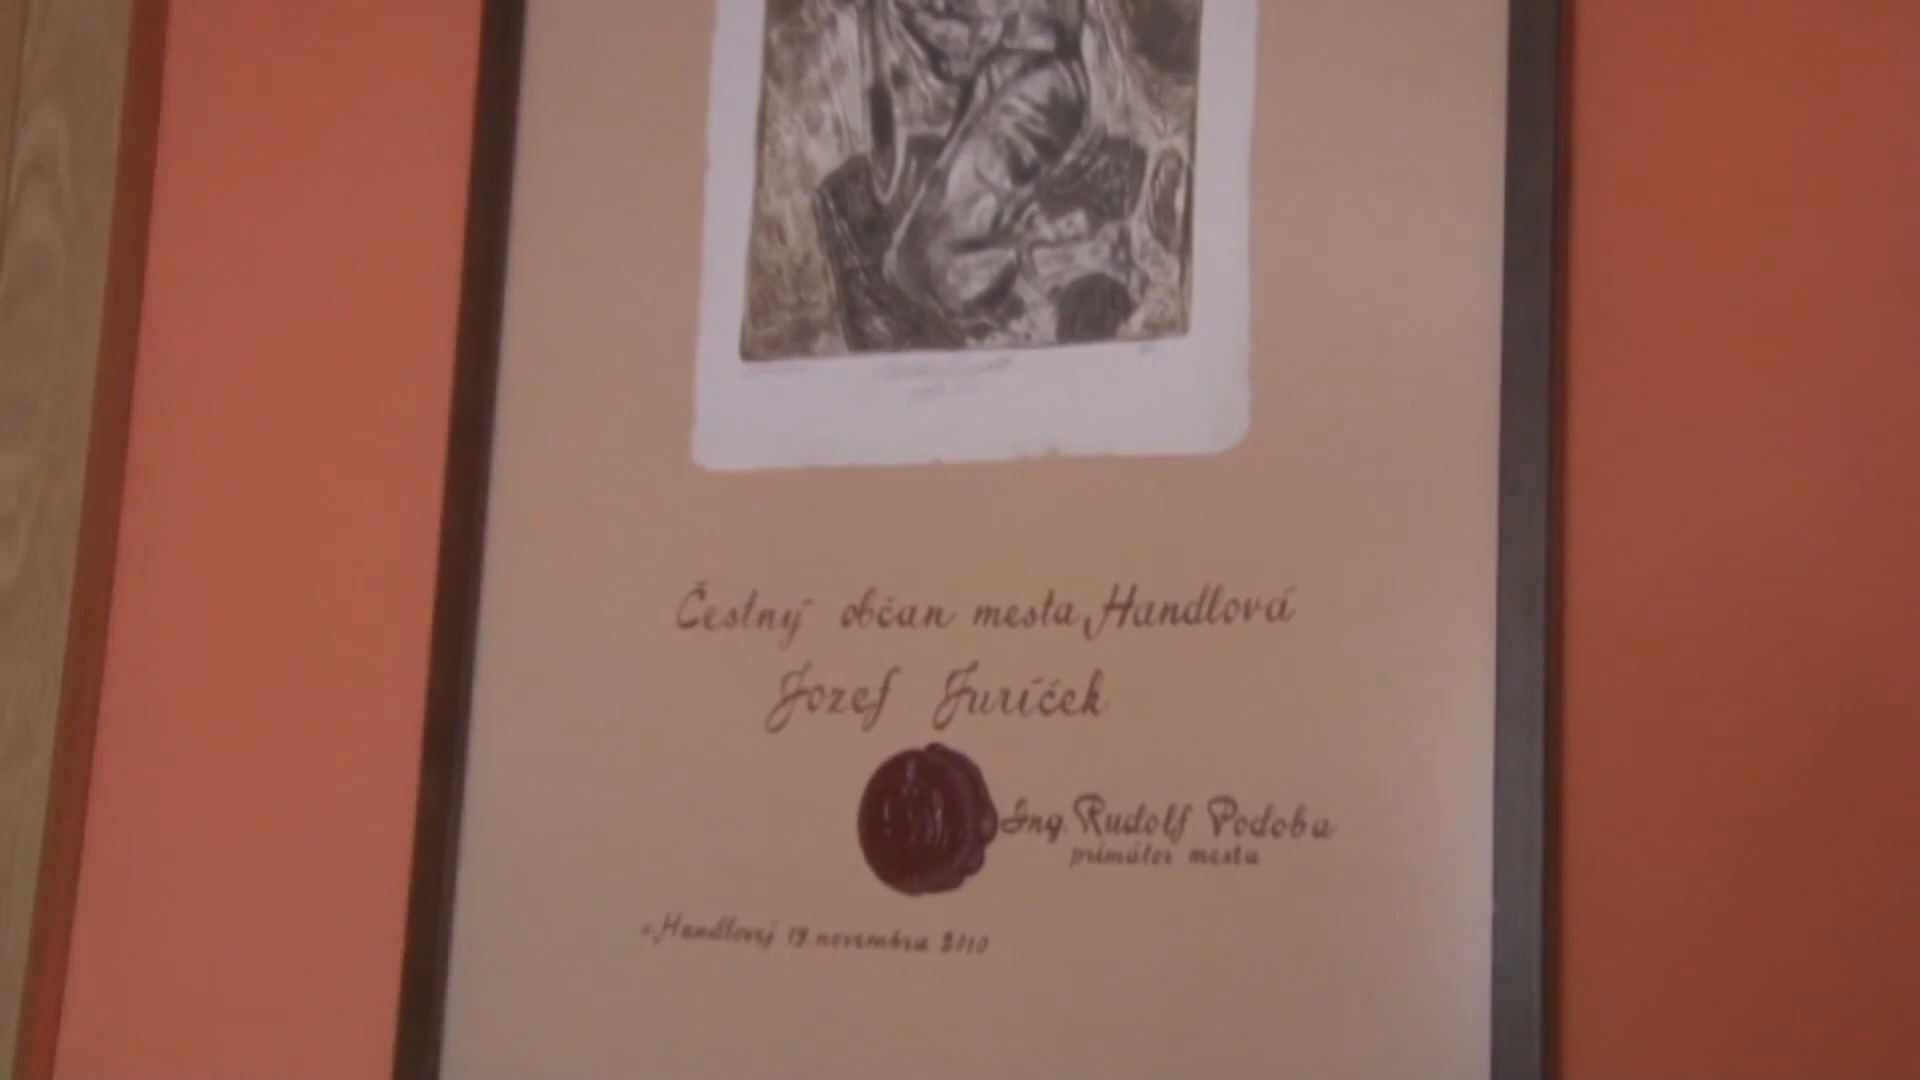 Čestný občan mesta Handlová
Jozef Juríček
Ing. Rudolf Podoba
primátor mesta
v Handlovej 19 novembra 2010